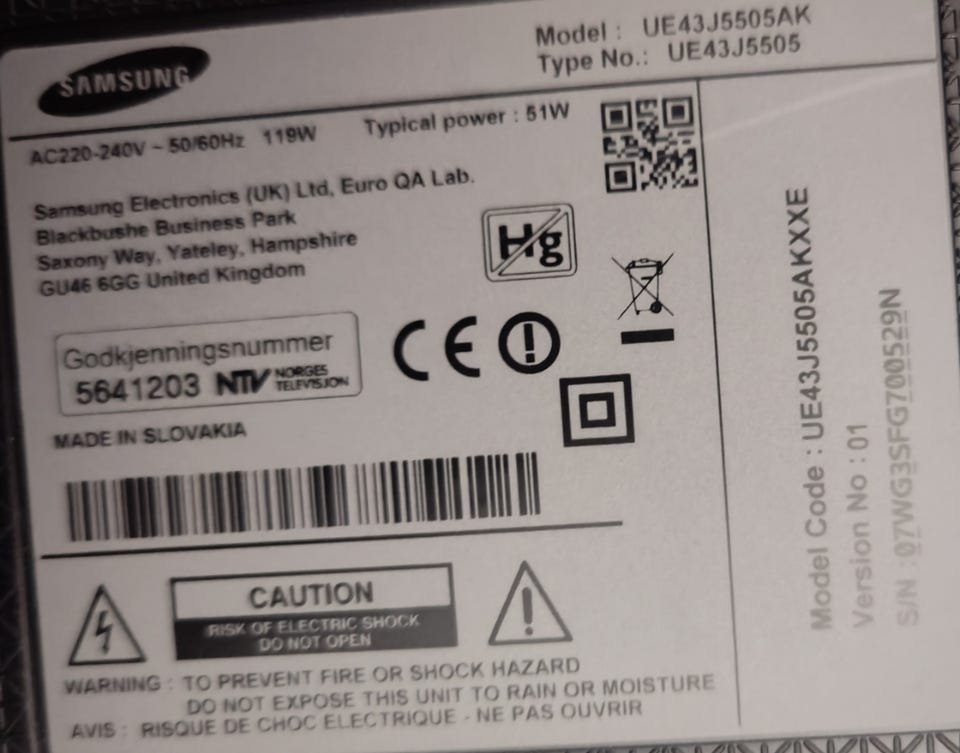 SAMSUNG
Model : UE43J5505AK
Type No.: UE43J5505
AC220-240V ~ 50/60Hz 119W Typical power : 51W
Samsung Electronics (UK) Ltd, Euro QA Lab.
Blackbushe Business Park
Saxony Way, Yateley, Hampshire
GU46 6GG United Kingdom
Hg
Godkjenningsnummer
5641203 NTV NORGES
TELEVISJON
CE
MADE IN SLOVAKIA
CAUTION
RISK OF ELECTRIC SHOCK
DO NOT OPEN
WARNING : TO PREVENT FIRE OR SHOCK HAZARD
DO NOT EXPOSE THIS UNIT TO RAIN OR MOISTURE
AVIS : RISQUE DE CHOC ELECTRIQUE - NE PAS OUVRIR
Model Code : UE43J5505AKXXE
Version No : 01
S/N : 07WG3SFG700529N